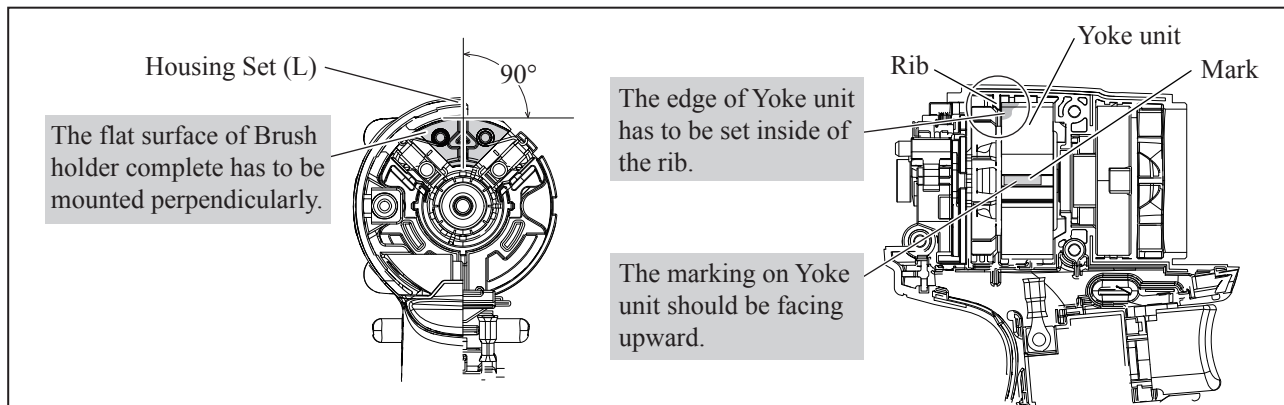 Housing Set (L)
90°
The flat surface of Brush
holder complete has to be
mounted perpendicularly.
Yoke unit
Rib
Mark
The edge of Yoke unit
has to be set inside of
the rib.
The marking on Yoke
unit should be facing
upward.